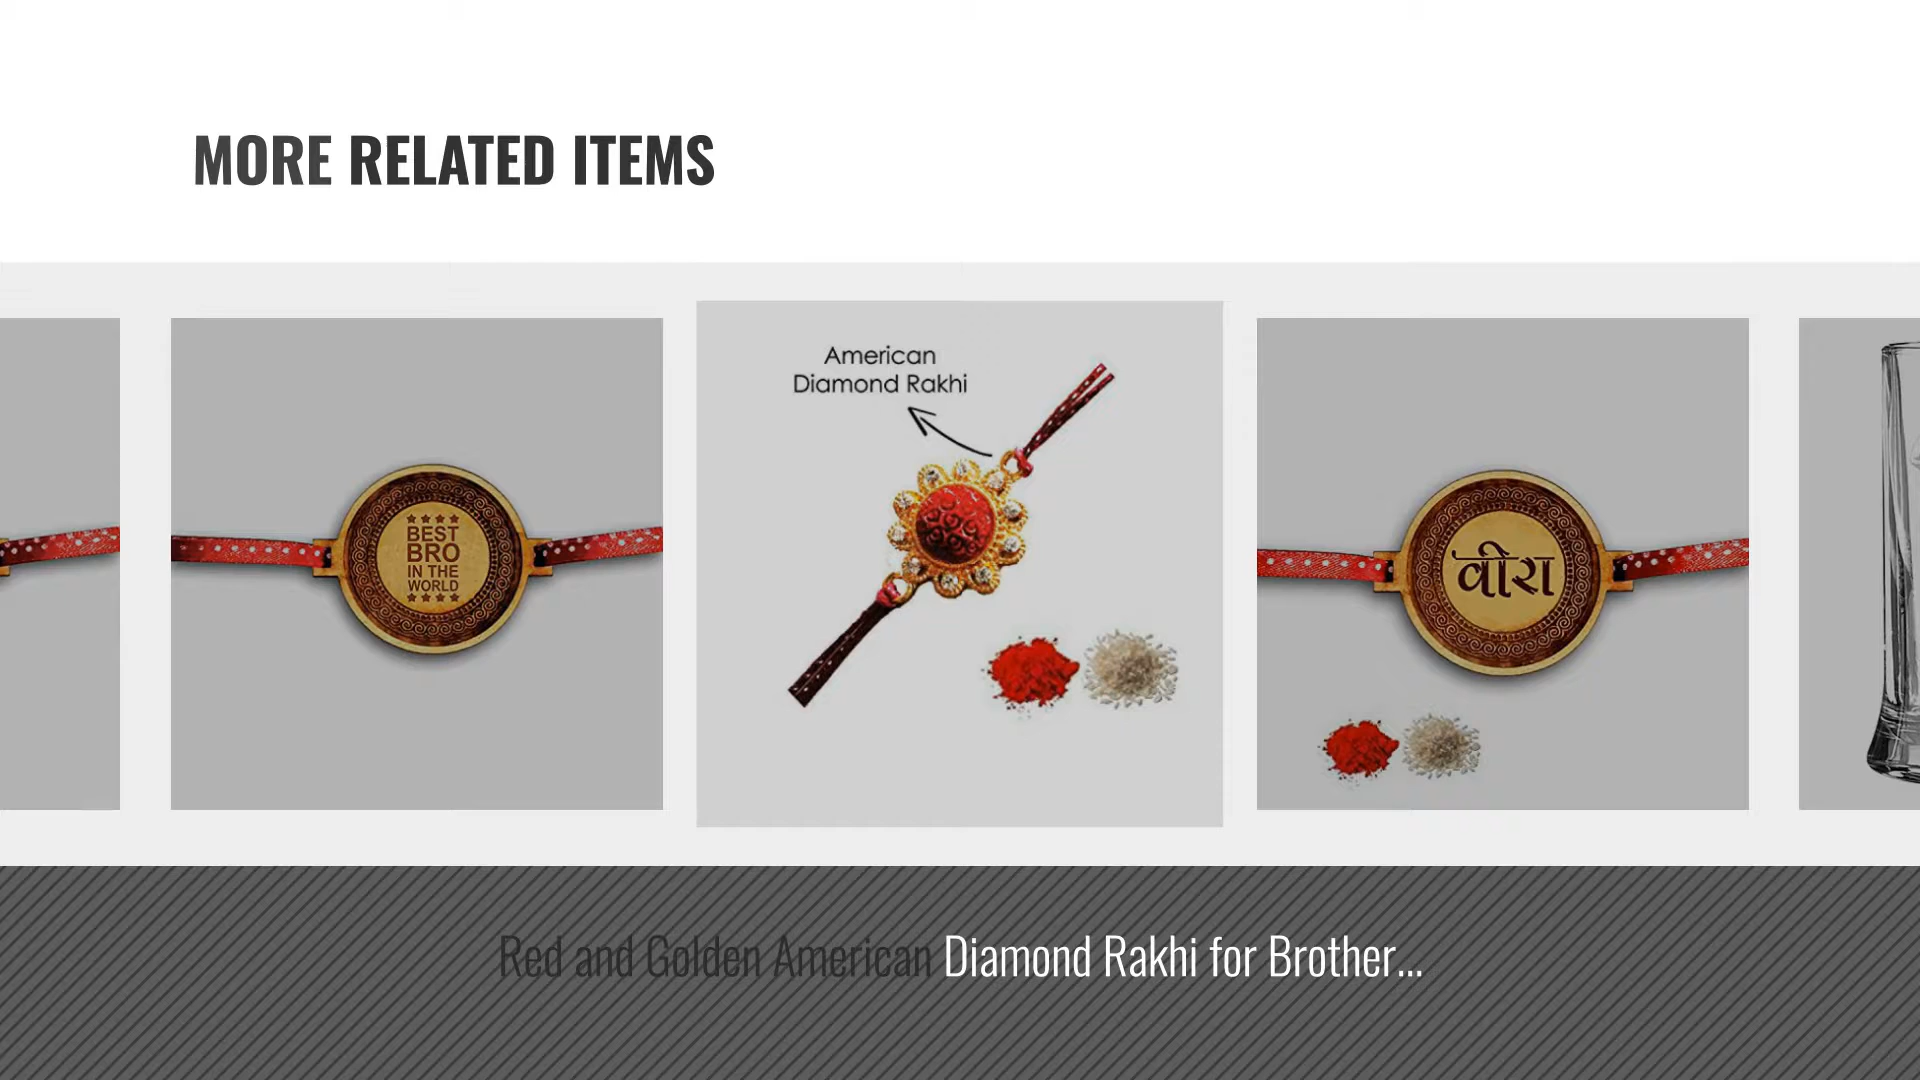 MORE RELATED ITEMS
★★★★
BEST
BRO
IN THE
WORLD
★★★★
American
Diamond Rakhi
वीरा
Red and Golden American Diamond Rakhi for Brother...